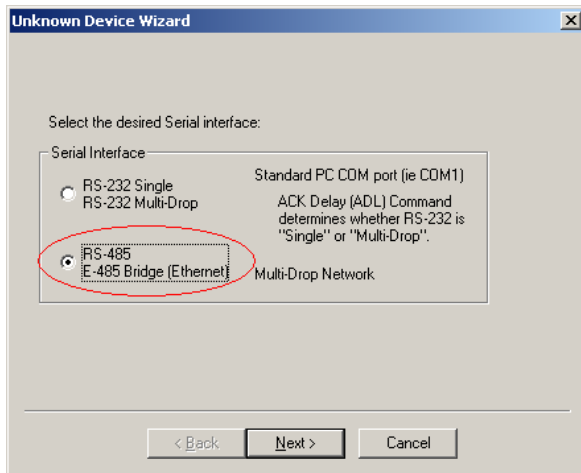 Unknown Device Wizard
Select the desired Serial interface:
Serial Interface
RS-232 Single
RS-232 Multi-Drop
Standard PC COM port (ie COM1)
ACK Delay (ADL) Command
determines whether RS-232 is
"Single" or "Multi-Drop".
RS-485
E-485 Bridge (Ethernet)
Multi-Drop Network
< Back
Next >
Cancel